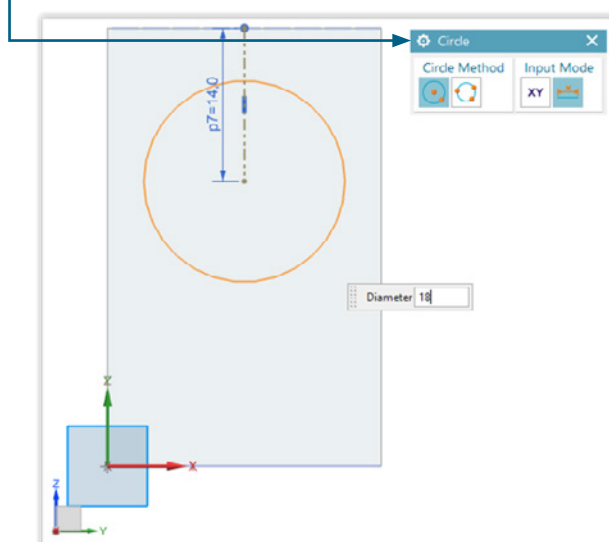 Circle
Circle Method
Input Mode
XY
p7=14.0
Diameter 18
Z
X
Z
Y